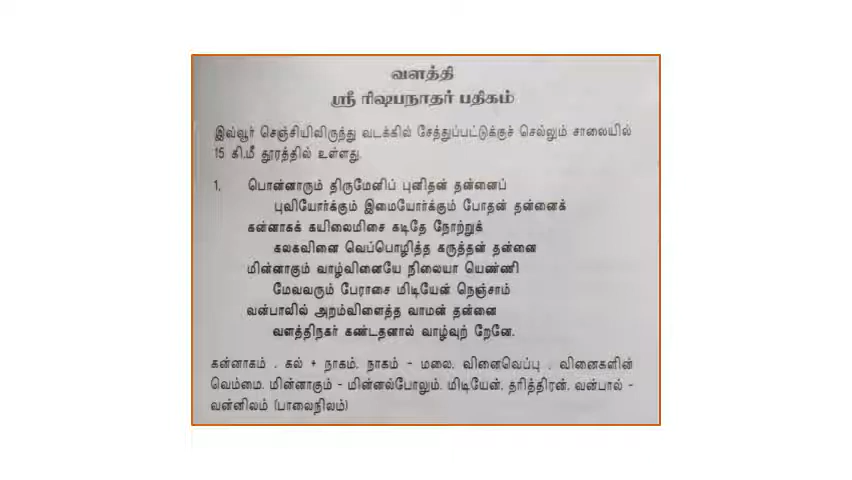 வளத்தி
ஸ்ரீ ரிஷபநாதர் பதிகம்
இவ்வூர் செஞ்சியிலிருந்து வடக்கில் சேத்துப்பட்டுக்குச் செல்லும் சாலையில்
15 கி.மீ தூரத்தில் உள்ளது.
1. பொன்னாரும் திருமேனிப் புனிதன் தன்னைப்
புவியோர்க்கும் இமையோர்க்கும் போதன் தன்னைக்
கன்னாகக் கயிலைமிசை கடிதே நோற்றுக்
கலகவினை வெப்பொழித்த கருத்தன் தன்னை
மின்னாகும் வாழ்வினையே நிலையா யெண்ணி
மேவவரும் பேராசை மிடியேன் நெஞ்சாம்
வன்பாலில் அறம்விளைத்த வாமன் தன்னை
வளத்திநகர் கண்டதனால் வாழ்வுற் றேனே.
கன்னாகம் . கல் + நாகம். நாகம் - மலை. வினைவெப்பு . வினைகளின்
வெம்மை. மின்னாகும் - மின்னல்போலும். மிடியேன். தரித்திரன். வன்பால் -
வன்னிலம் (பாலைநிலம்)